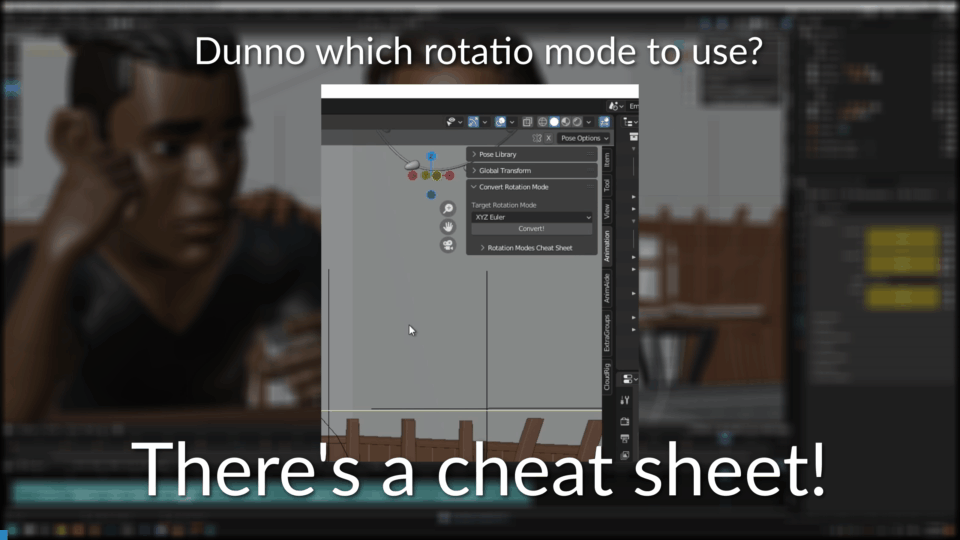 Dunno which rotatio mode to use?
Em
Pose Options
X
Pose Library
Global Transform
Convert Rotation Mode
Target Rotation Mode
XYZ Euler
Convert!
Rotation Modes Cheat Sheet
Item
Tool
View
Animation
AnimAide
ExtraGroups
CloudRig
Z
There's a cheat sheet!